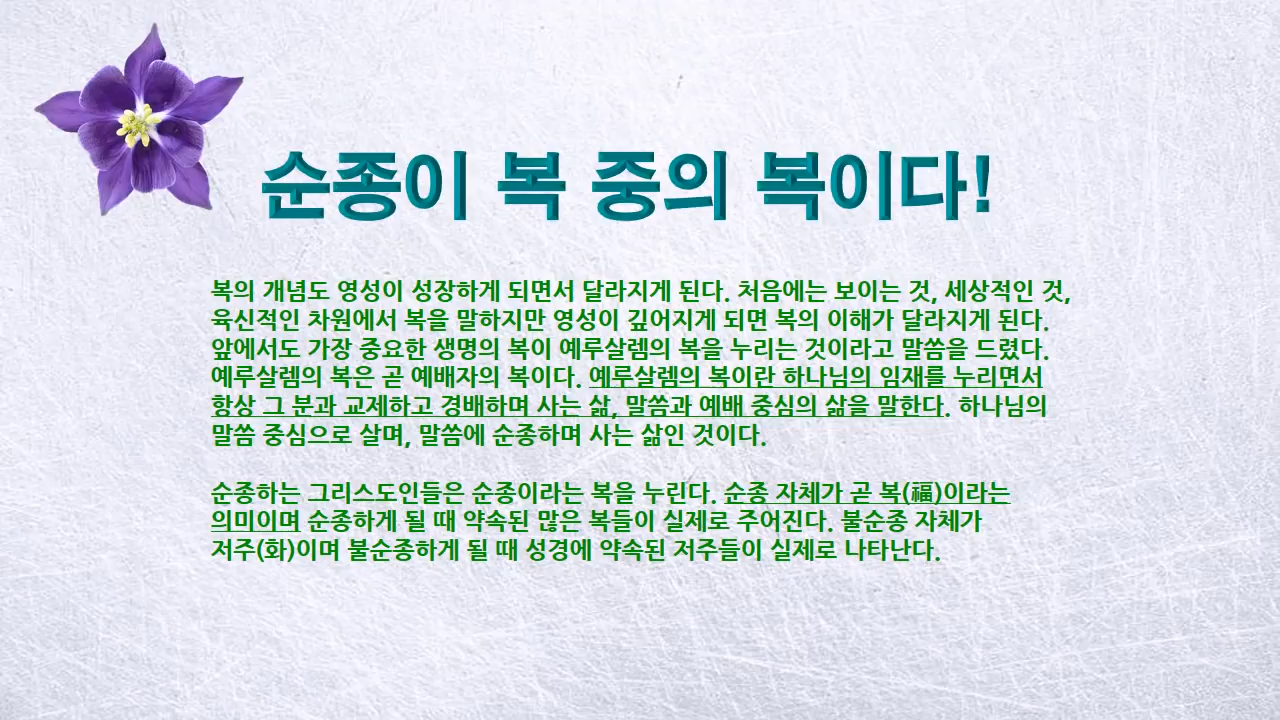 순종이 복 중의 복이다!
복의 개념도 영성이 성장하게 되면서 달라지게 된다. 처음에는 보이는 것, 세상적인 것,
육신적인 차원에서 복을 말하지만 영성이 깊어지게 되면 복의 이해가 달라지게 된다.
앞에서도 가장 중요한 생명의 복이 예루살렘의 복을 누리는 것이라고 말씀을 드렸다.
예루살렘의 복은 곧 예배자의 복이다. 예루살렘의 복이란 하나님의 임재를 누리면서
항상 그 분과 교제하고 경배하며 사는 삶, 말씀과 예배 중심의 삶을 말한다. 하나님의
말씀 중심으로 살며, 말씀에 순종하며 사는 삶인 것이다.
순종하는 그리스도인들은 순종이라는 복을 누린다. 순종 자체가 곧 복(福)이라는
의미이며 순종하게 될 때 약속된 많은 복들이 실제로 주어진다. 불순종 자체가
저주(화)이며 불순종하게 될 때 성경에 약속된 저주들이 실제로 나타난다.